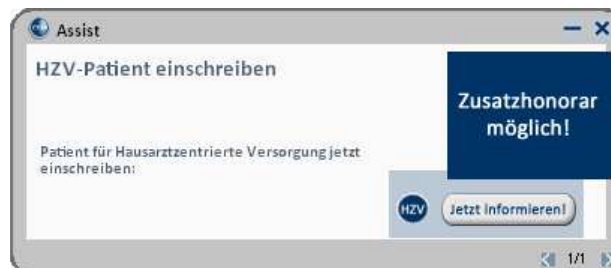 Assist
HZV-Patient einschreiben
Zusatzhonorar
möglich!
Patient für Hausarztzentrierte Versorgung jetzt
einschreiben:
HZV
Jetzt informieren!
1/1